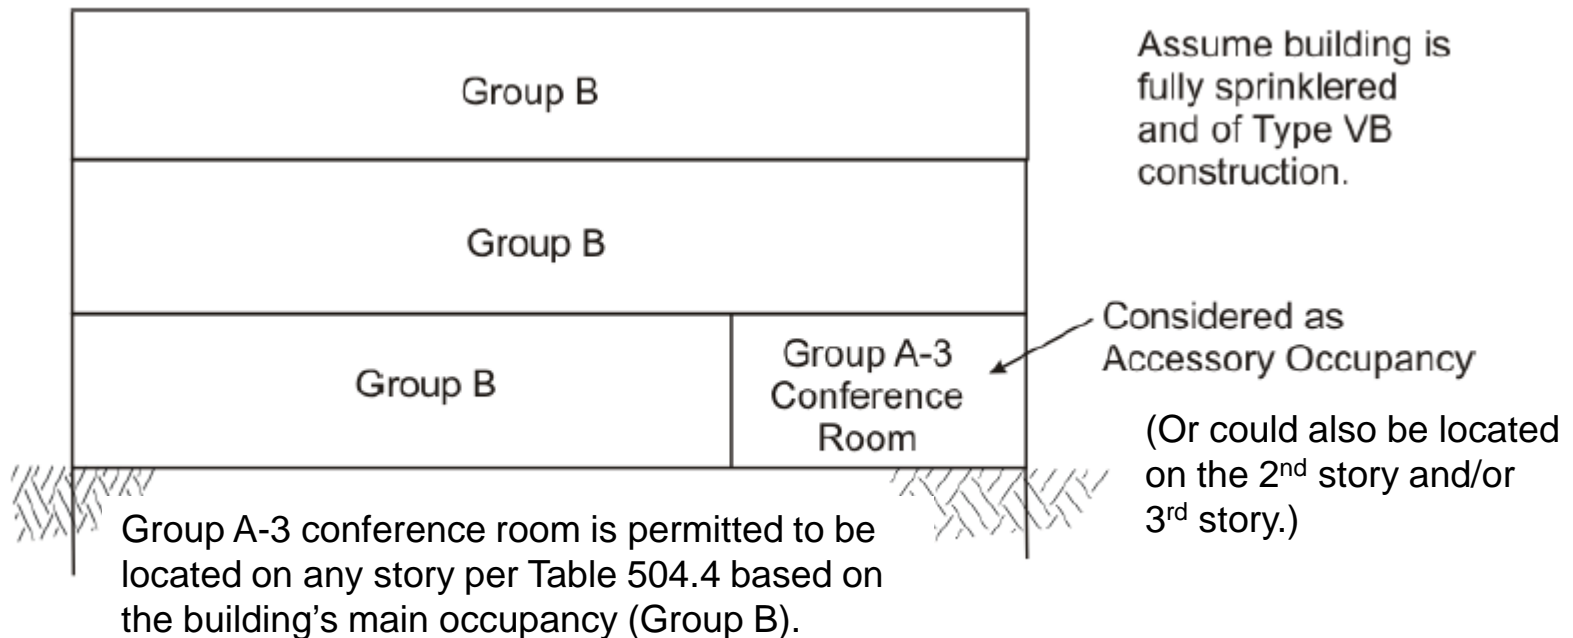 Group B
Assume building is
fully sprinklered
and of Type VB
construction.
Group B
Group B
Group A-3
Conference
Room
Considered as
Accessory Occupancy
(Or could also be located
on the 2nd story and/or
3rd story.)
Group A-3 conference room is permitted to be
located on any story per Table 504.4 based on
the building’s main occupancy (Group B).